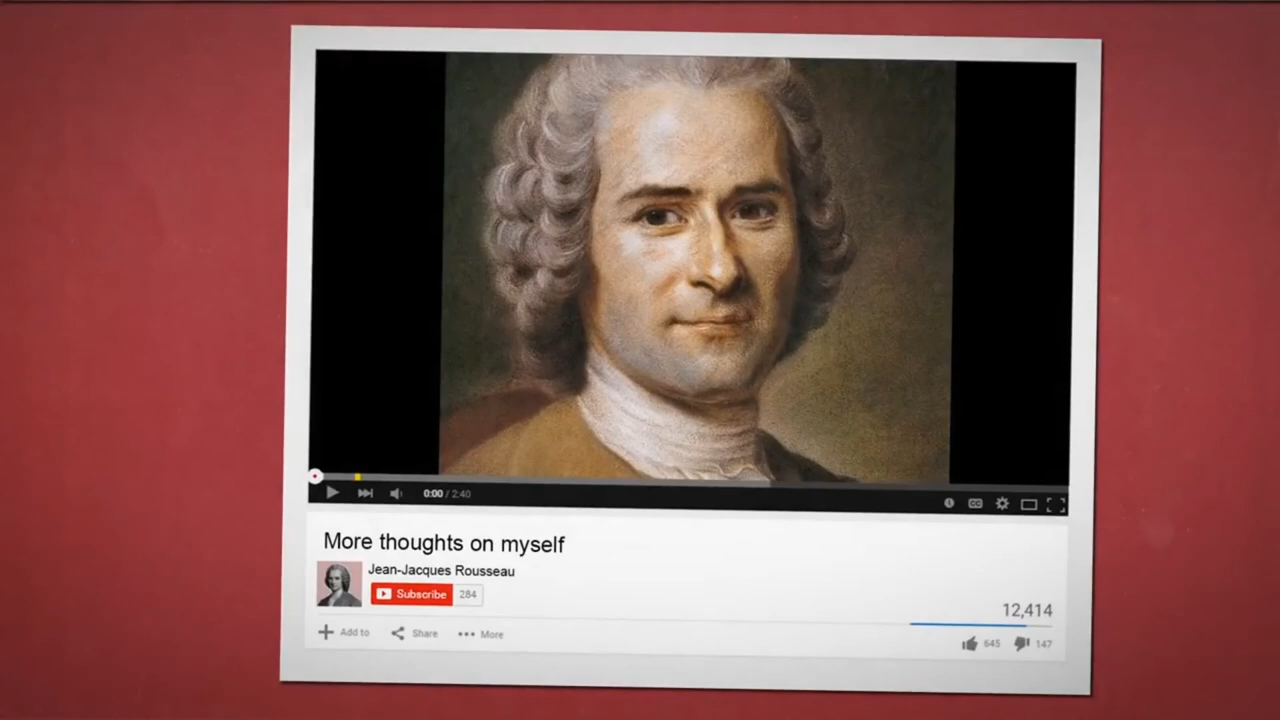 0:00 / 2:40
CC
More thoughts on myself
Jean-Jacques Rousseau
Subscribe 284
12,414
Add to Share More
645 147